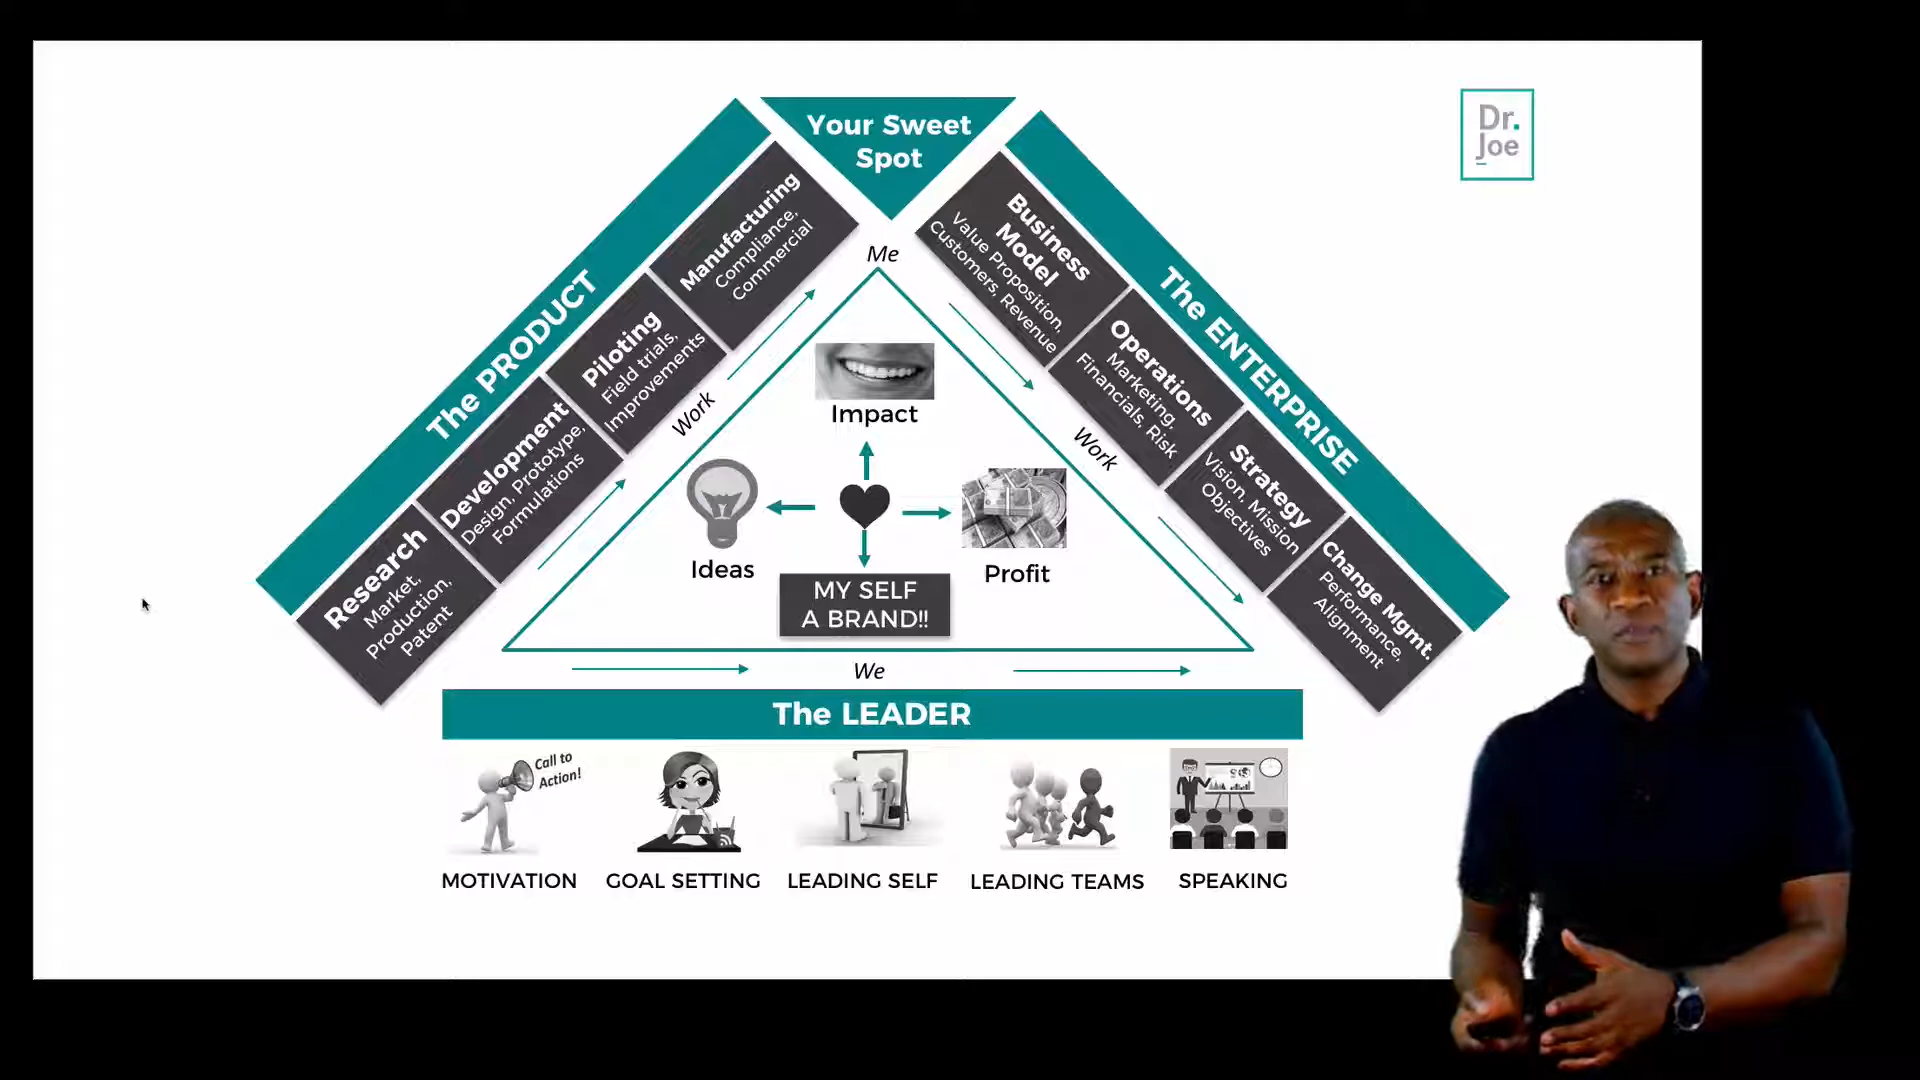 Your Sweet
Spot
Dr.
Joe
The PRODUCT
Manufacturing
Compliance,
Commercial
Piloting
Field trials,
Improvements
Development
Design, Prototype,
Formulations
Research
Market,
Production,
Patent
The ENTERPRISE
Business
Model
Value Proposition,
Customers, Revenue
Operations
Marketing,
Financials, Risk
Strategy
Vision, Mission
Objectives
Change Mgmt.
Performance,
Alignment
Me
Work
Work
Impact
Ideas
Profit
MY SELF
A BRAND!!
We
The LEADER
Call to
Action!
MOTIVATION
GOAL SETTING
LEADING SELF
LEADING TEAMS
SPEAKING